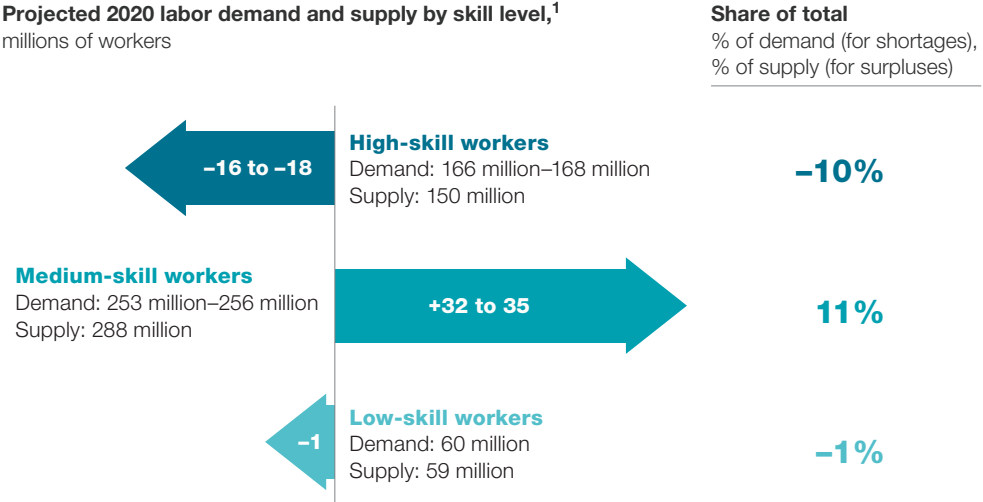 Projected 2020 labor demand and supply by skill level,1
millions of workers
Share of total
% of demand (for shortages),
% of supply (for surpluses)
–16 to –18
High-skill workers
Demand: 166 million–168 million
Supply: 150 million
–10%
Medium-skill workers
Demand: 253 million–256 million
Supply: 288 million
+32 to 35
11%
–1
Low-skill workers
Demand: 60 million
Supply: 59 million
–1%